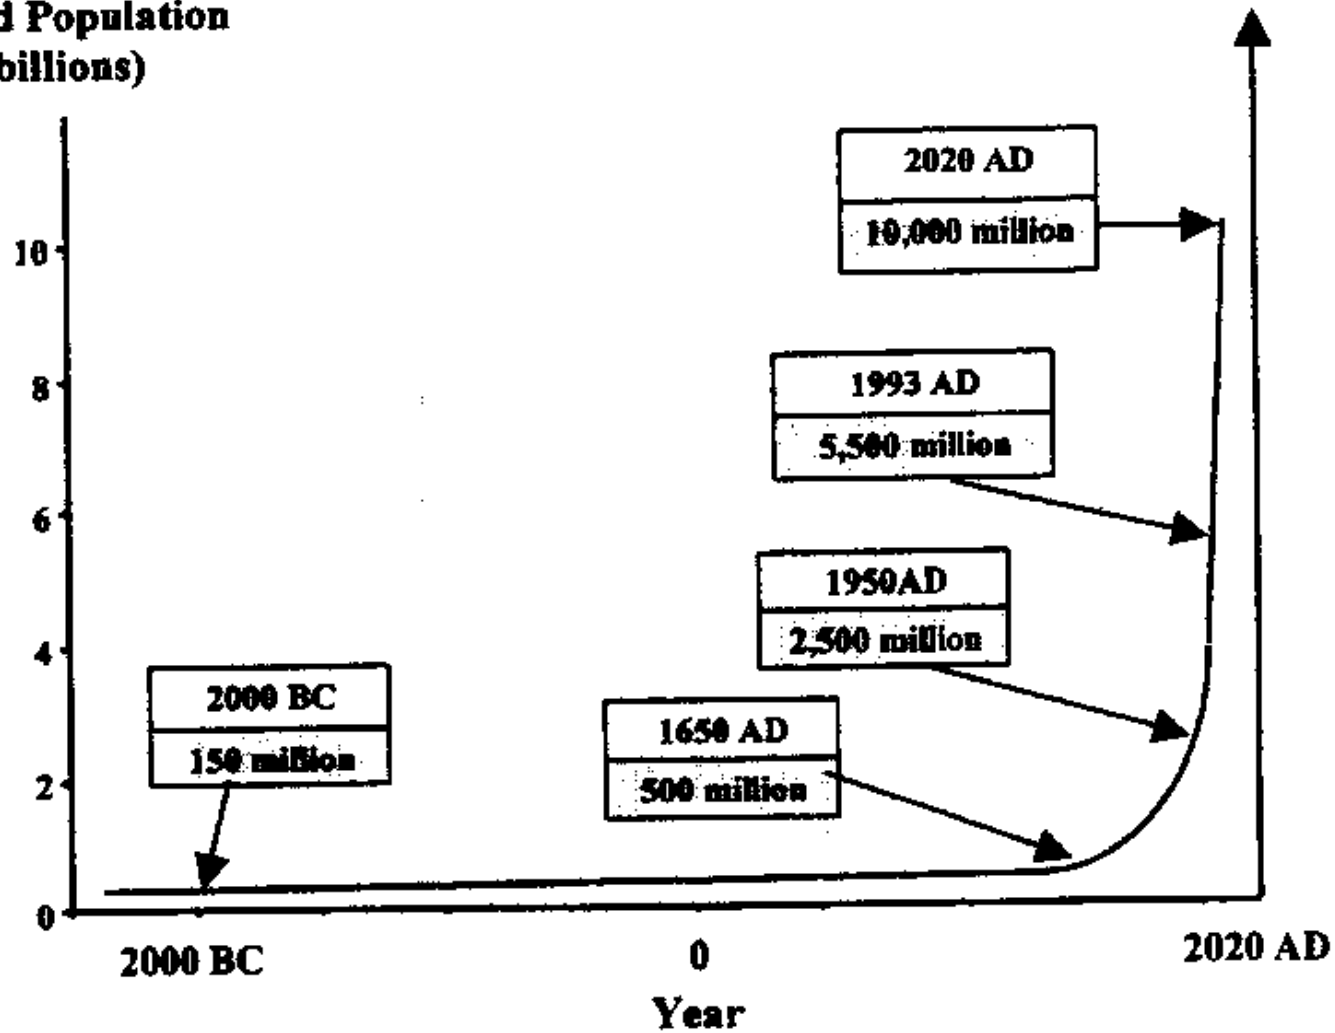 d Population
billions)
2020 AD
10,000 million
10
8
1993 AD
5,500 million
6
1950AD
2,500 million
4
2000 BC
150 million
1650 AD
500 million
2
0
2000 BC
0
2020 AD
Year